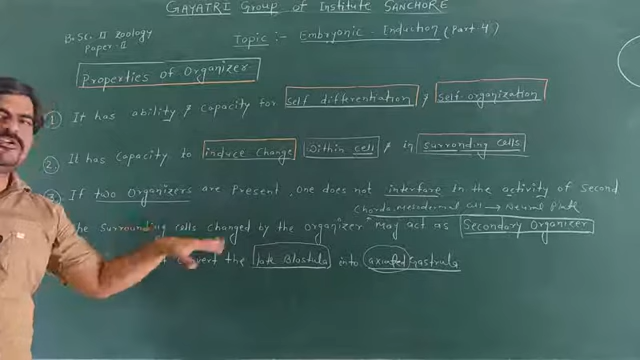 GAYATRI Group of Institute SANCHORE
B.Sc. II Zoology
Paper-II
Topic :- Embryonic Induction (Part 4)
Properties of Organizer
① It has ability & capacity for self differentiation & self-organization
② It has capacity to induce change within cell & in surronding cells
③ If two organizers are present, one does not interfare in the activity of second
Chorda-mesodermal cell → Neural Plate
the surrounding cells changed by the organizer may act as Secondary Organizer
the late Blastula into axiated gastrula